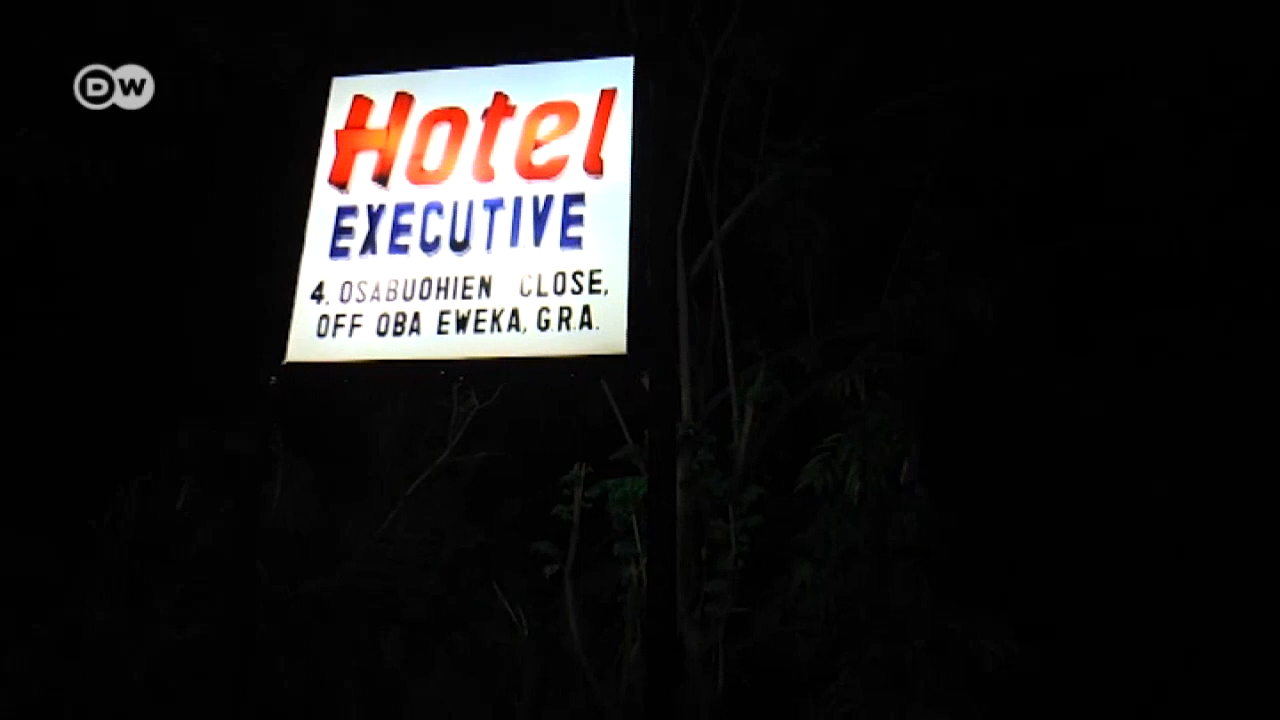 DW
Hotel
EXECUTIVE
4, OSABUOHIEN CLOSE,
OFF OBA EWEKA, G.R.A.